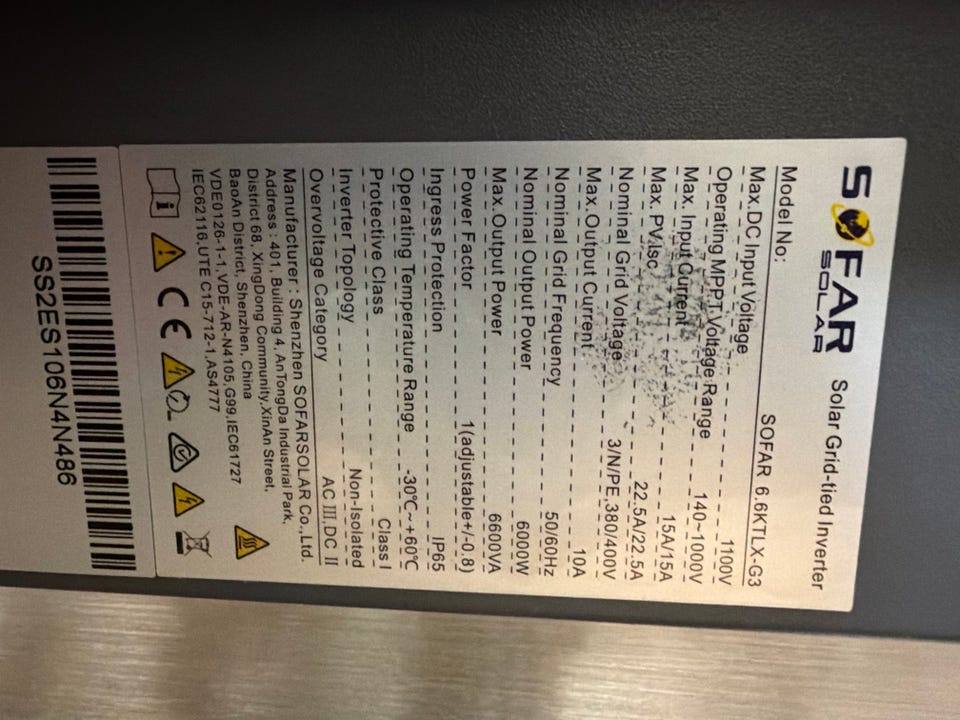 SOFAR SOLAR Solar Grid-tied Inverter
Model No: SOFAR 6.6KTLX-G3
Max.DC Input Voltage 1100V
Operating MPPT Voltage Range 140~1000V
Max. Input Current 15A/15A
Max. PV Isc 22.5A/22.5A
Nominal Grid Voltage 3/N/PE,380/400V
Max.Output Current 10A
Nominal Grid Frequency 50/60Hz
Nominal Output Power 6000W
Max.Output Power 6600VA
Power Factor 1(adjustable+/-0.8)
Ingress Protection IP65
Operating Temperature Range -30℃~+60℃
Protective Class Class I
Inverter Topology Non-Isolated
Overvoltage Category AC III,DC II
Manufacturer : Shenzhen SOFARSOLAR Co.,Ltd.
Address : 401, Building 4, AnTongDa Industrial Park,
District 68, XingDong Community,XinAn Street,
BaoAn District, Shenzhen, China
VDE0126-1-1,VDE-AR-N4105,G99,IEC61727
IEC62116,UTE C15-712-1,AS4777
CE
SS2ES106N4N486